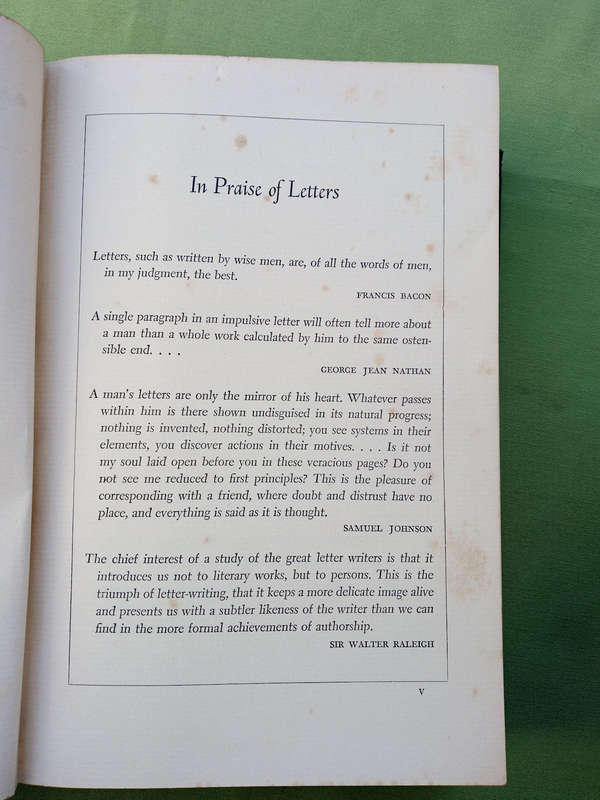 In Praise of Letters
Letters, such as written by wise men, are, of all the words of men,
in my judgment, the best.
FRANCIS BACON
A single paragraph in an impulsive letter will often tell more about
a man than a whole work calculated by him to the same osten-
sible end. . . .
GEORGE JEAN NATHAN
A man's letters are only the mirror of his heart. Whatever passes
within him is there shown undisguised in its natural progress;
nothing is invented, nothing distorted; you see systems in their
elements, you discover actions in their motives. . . . Is it not
my soul laid open before you in these veracious pages? Do you
not see me reduced to first principles? This is the pleasure of
corresponding with a friend, where doubt and distrust have no
place, and everything is said as it is thought.
SAMUEL JOHNSON
The chief interest of a study of the great letter writers is that it
introduces us not to literary works, but to persons. This is the
triumph of letter-writing, that it keeps a more delicate image alive
and presents us with a subtler likeness of the writer than we can
find in the more formal achievements of authorship.
SIR WALTER RALEIGH
V